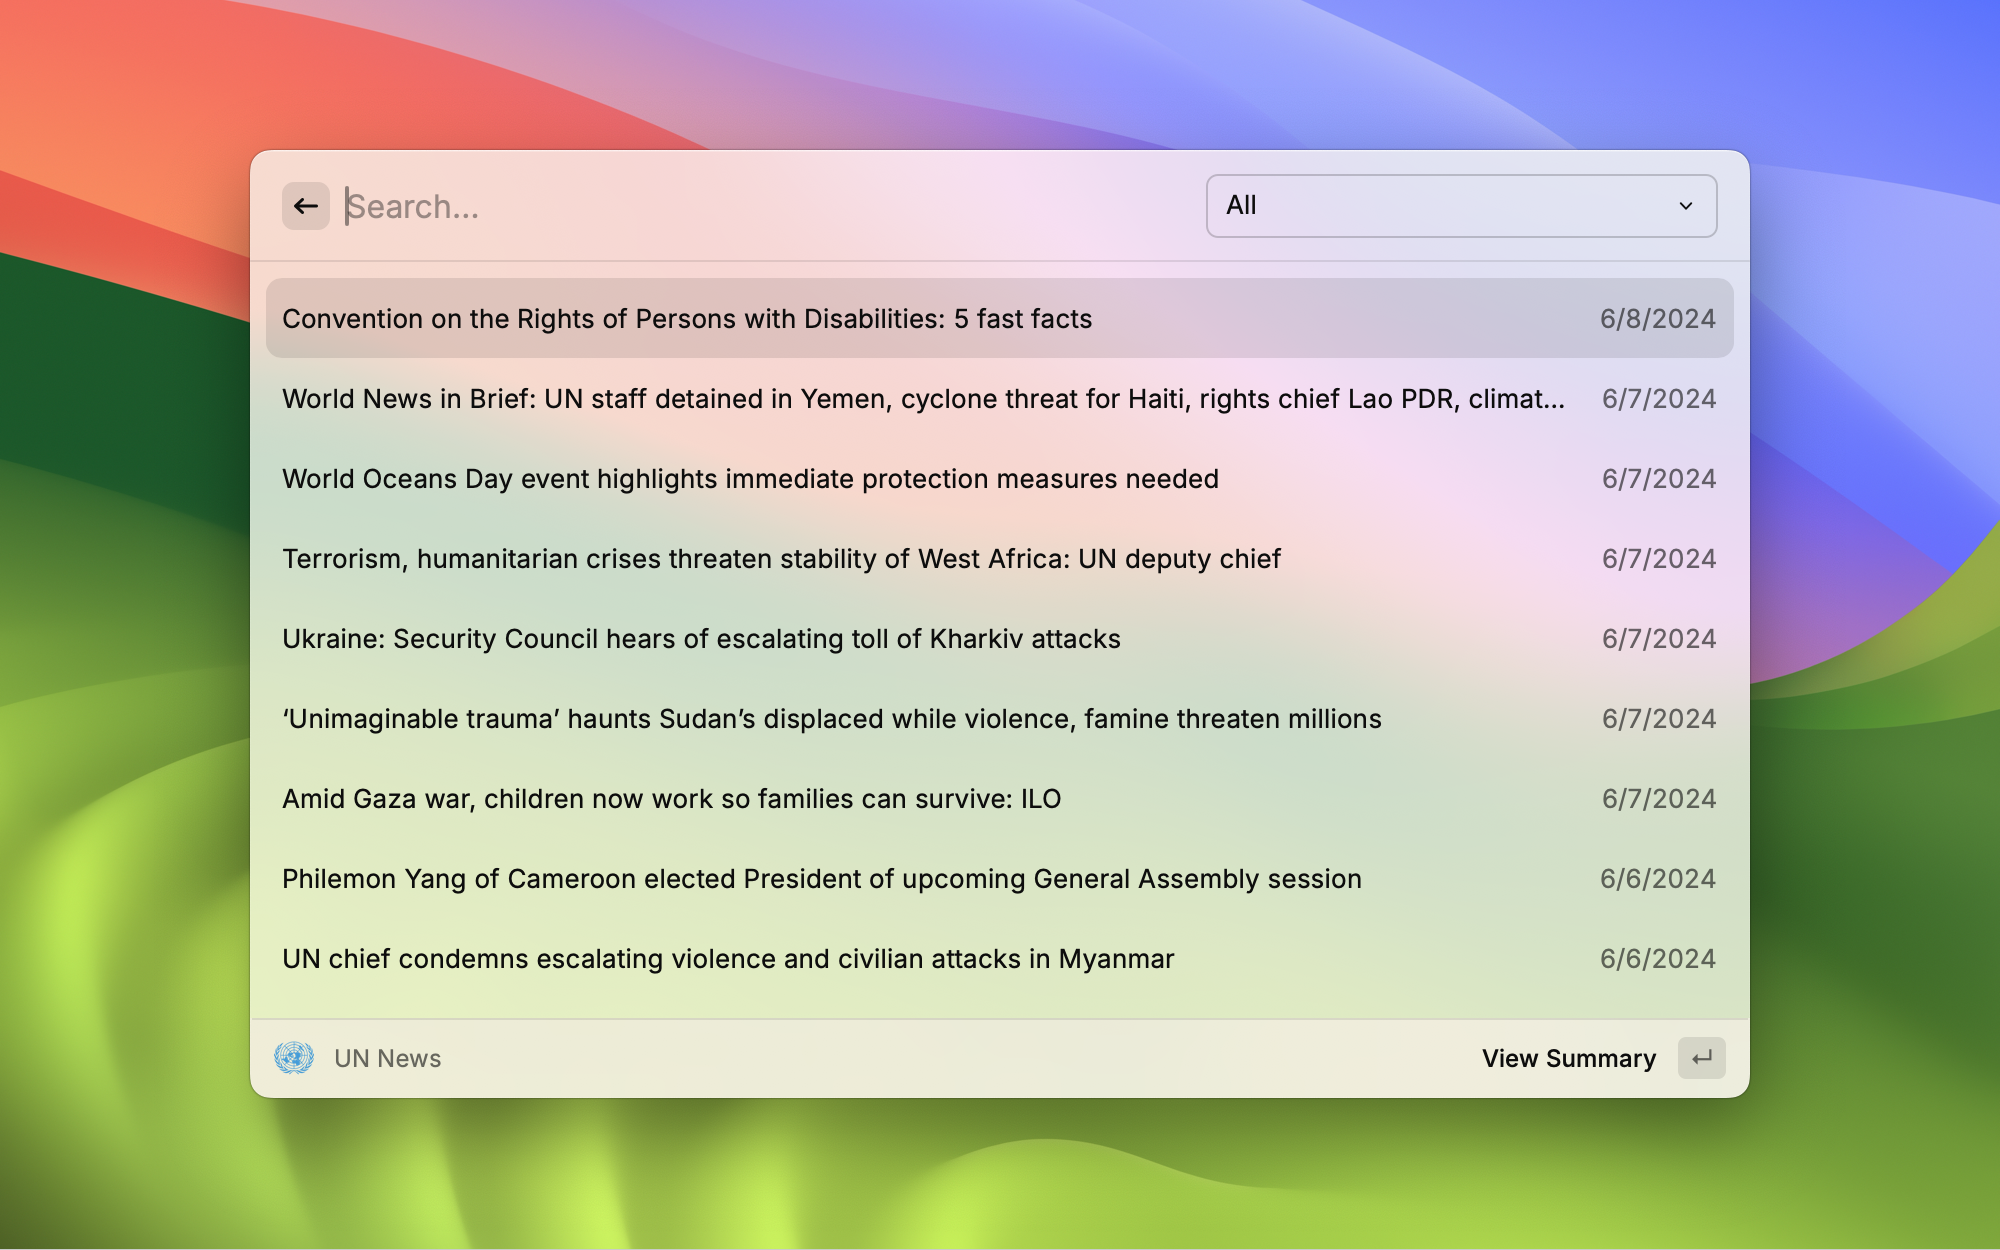 Search...
All
Convention on the Rights of Persons with Disabilities: 5 fast facts 6/8/2024
World News in Brief: UN staff detained in Yemen, cyclone threat for Haiti, rights chief Lao PDR, climat... 6/7/2024
World Oceans Day event highlights immediate protection measures needed 6/7/2024
Terrorism, humanitarian crises threaten stability of West Africa: UN deputy chief 6/7/2024
Ukraine: Security Council hears of escalating toll of Kharkiv attacks 6/7/2024
‘Unimaginable trauma’ haunts Sudan’s displaced while violence, famine threaten millions 6/7/2024
Amid Gaza war, children now work so families can survive: ILO 6/7/2024
Philemon Yang of Cameroon elected President of upcoming General Assembly session 6/6/2024
UN chief condemns escalating violence and civilian attacks in Myanmar 6/6/2024
UN News View Summary